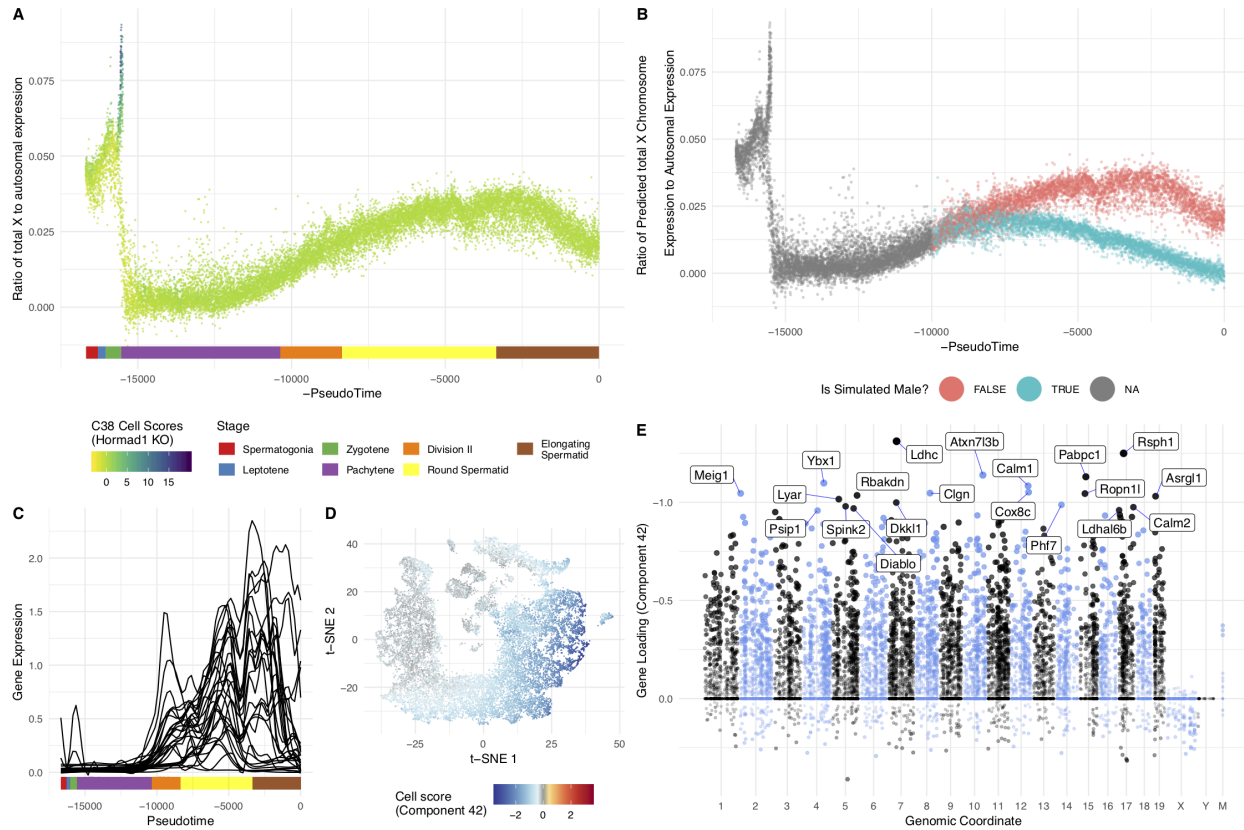 A
Ratio of total X to autosomal expression
0.075
0.050
0.025
0.000
−15000
−10000
−5000
0
−PseudoTime
C38 Cell Scores
(Hormad1 KO)
0 5 10 15
Stage
Spermatogonia
Leptotene
Zygotene
Pachytene
Division II
Round Spermatid
Elongating
Spermatid
B
Ratio of Predicted total X Chromosome
Expression to Autosomal Expression
0.075
0.050
0.025
0.000
−15000
−10000
−5000
0
−PseudoTime
Is Simulated Male?
FALSE
TRUE
NA
C
Gene Expression
2.0
1.5
1.0
0.5
0.0
−15000
−10000
−5000
0
Pseudotime
D
t−SNE 2
40
20
0
−20
−25
0
25
50
t−SNE 1
Cell score
(Component 42)
−2
0
2
E
Gene Loading (Component 42)
−1.0
−0.5
0.0
Meig1
Ybx1
Lyar
Psip1
Spink2
Rbakdn
Ldhc
Dkkl1
Diablo
Clgn
Atxn7l3b
Calm1
Cox8c
Phf7
Pabpc1
Ropn1l
Ldhal6b
Rsph1
Asrgl1
Calm2
1 2 3 4 5 6 7 8 9 10 11 12 13 14 15 16 17 18 19 X Y M
Genomic Coordinate